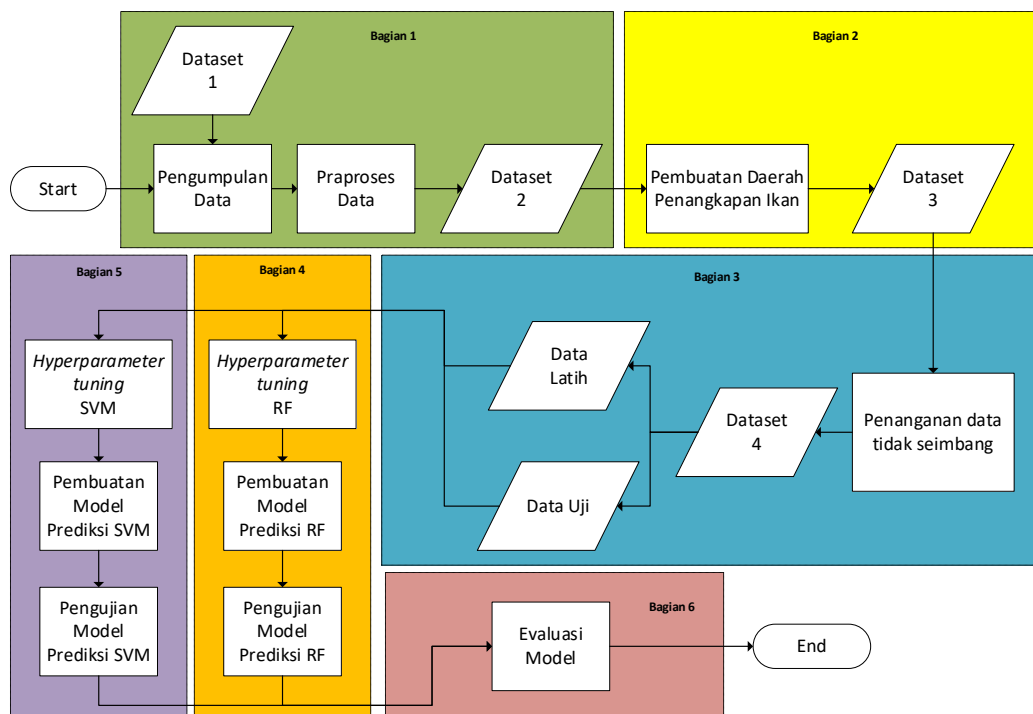 Bagian 1
Dataset
1
Start
Pengumpulan
Data
Praproses
Data
Dataset
2
Bagian 2
Pembuatan Daerah
Penangkapan Ikan
Dataset
3
Bagian 3
Penanganan data
tidak seimbang
Dataset
4
Data
Latih
Data Uji
Bagian 4
Hyperparameter
tuning
RF
Pembuatan
Model
Prediksi RF
Pengujian
Model
Prediksi RF
Bagian 5
Hyperparameter
tuning
SVM
Pembuatan
Model
Prediksi SVM
Pengujian
Model
Prediksi SVM
Bagian 6
Evaluasi
Model
End